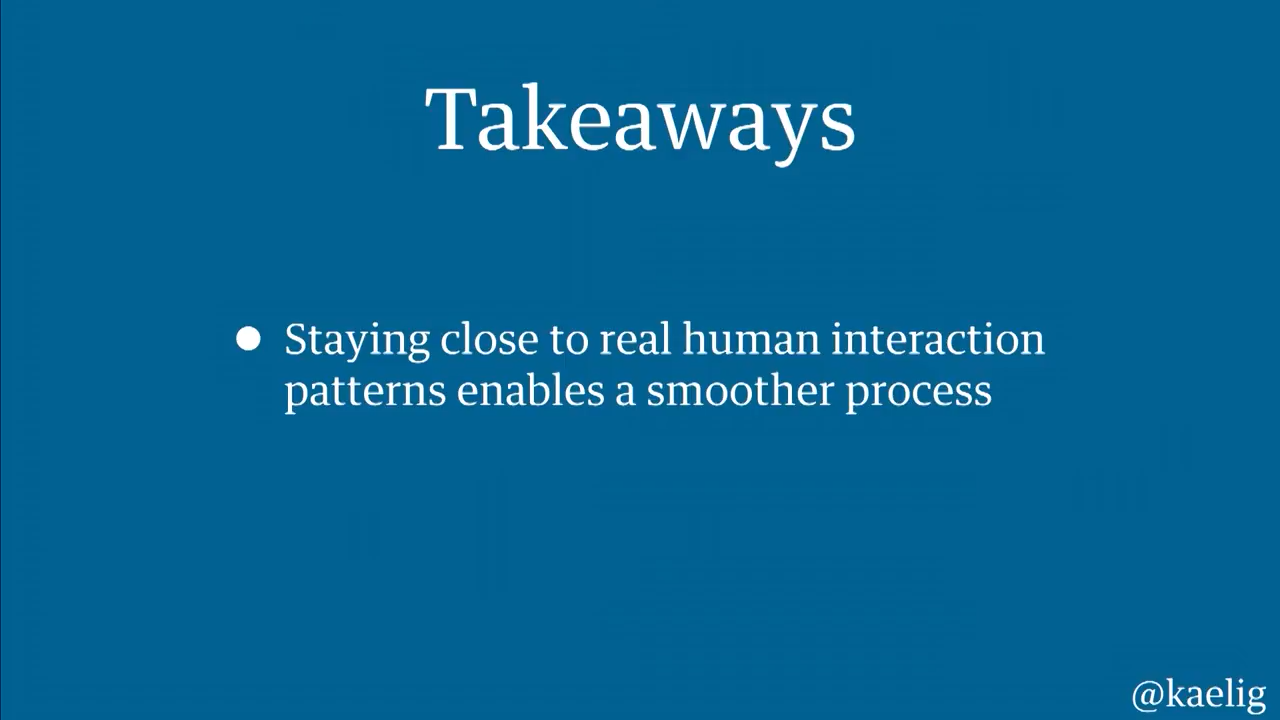 Takeaways
● Staying close to real human interaction
patterns enables a smoother process
@kaelig